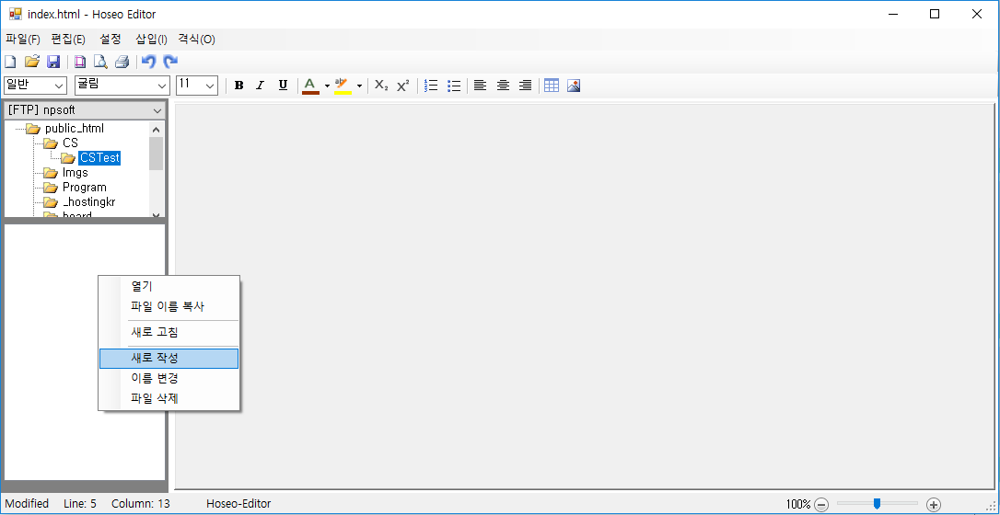 index.html - Hoseo Editor
파일(F) 편집(E) 설정 삽입(I) 격식(O)
일반 굴림 11 B I U A ab X₂ X²
[FTP] npsoft
public_html
CS
CSTest
Imgs
Program
_hostingkr
board
열기
파일 이름 복사
새로 고침
새로 작성
이름 변경
파일 삭제
Modified Line: 5 Column: 13 Hoseo-Editor 100%